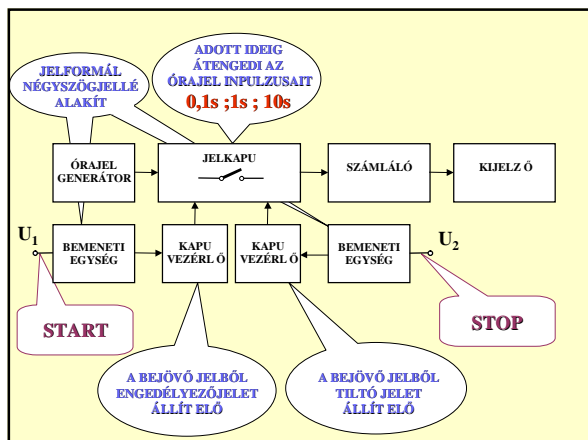 JELFORMÁL
NÉGYSZÖGJELLÉ
ALAKÍT
ADOTT IDEIG
ÁTENGEDI AZ
ÓRAJEL INPULZUSAIT
0,1s ;1s ; 10s
ÓRAJEL
GENERÁTOR
JELKAPU
SZÁMLÁLÓ
KIJELZ Ő
U1
BEMENETI
EGYSÉG
KAPU
VEZÉRL Ő
KAPU
VEZÉRL Ő
BEMENETI
EGYSÉG
U2
START
STOP
A BEJÖVŐ JELBŐL
ENGEDÉLYEZŐJELET
ÁLLÍT ELŐ
A BEJÖVŐ JELBŐL
TILTÓ JELET
ÁLLÍT ELŐ